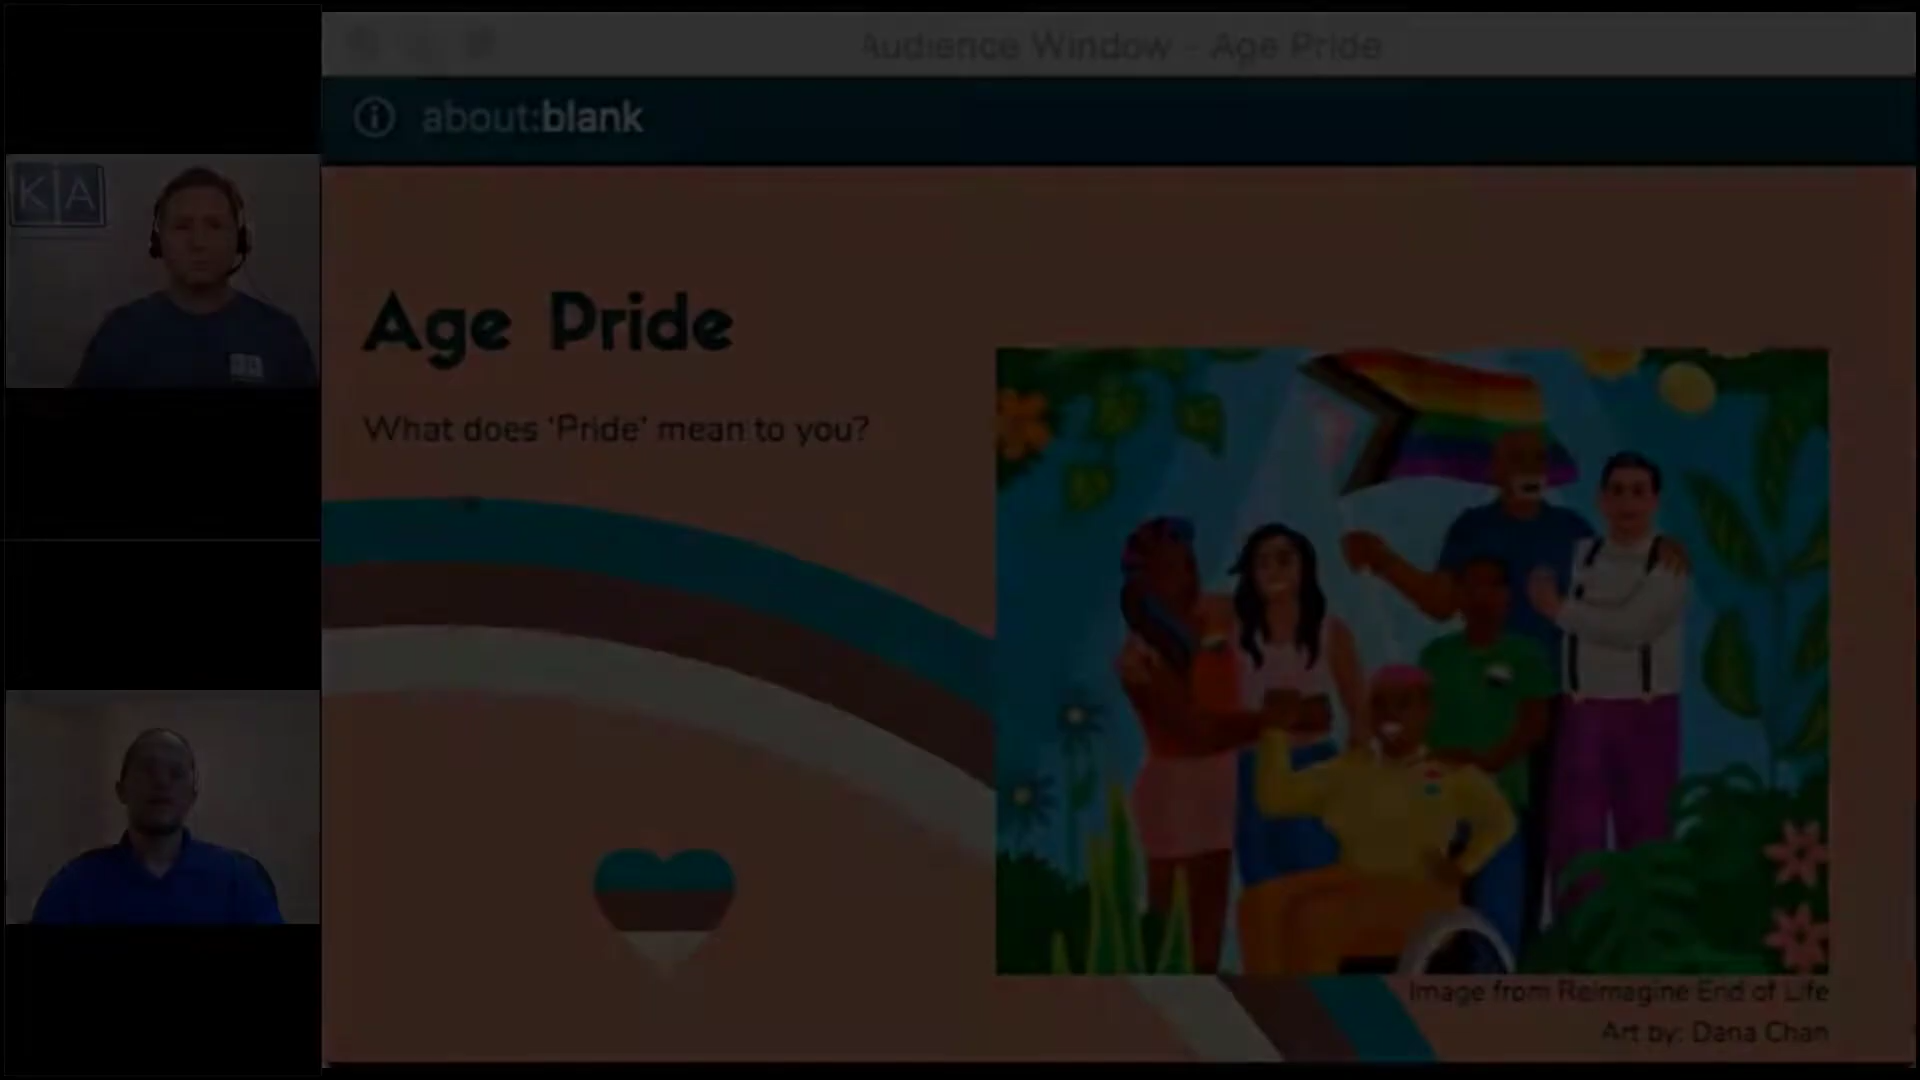 Audience Window - Age Pride
about:blank
K A
Age Pride
What does ‘Pride’ mean to you?
Image from Reimagine End of Life
Art by: Dana Chan